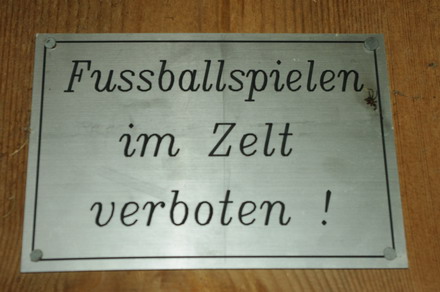 Fussballspielen
im Zelt
verboten !